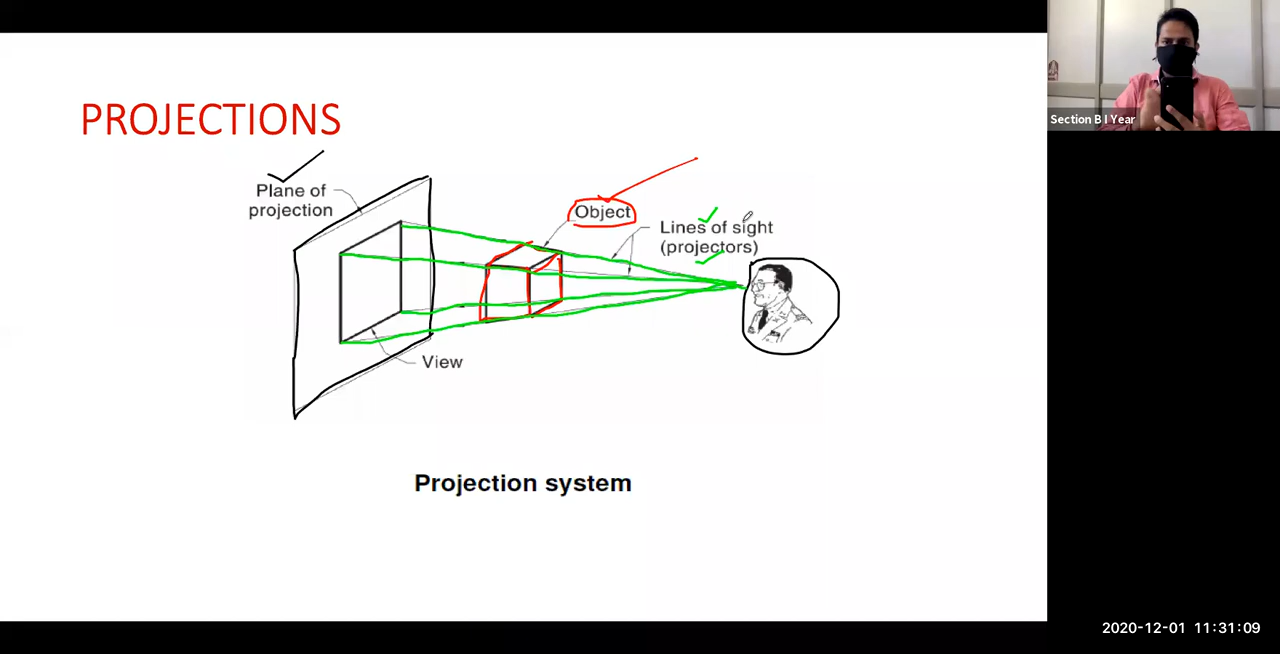 PROJECTIONS
Plane of
projection
Object
Lines of sight
(projectors)
View
Projection system
Section B I Year
2020-12-01 11:31:09